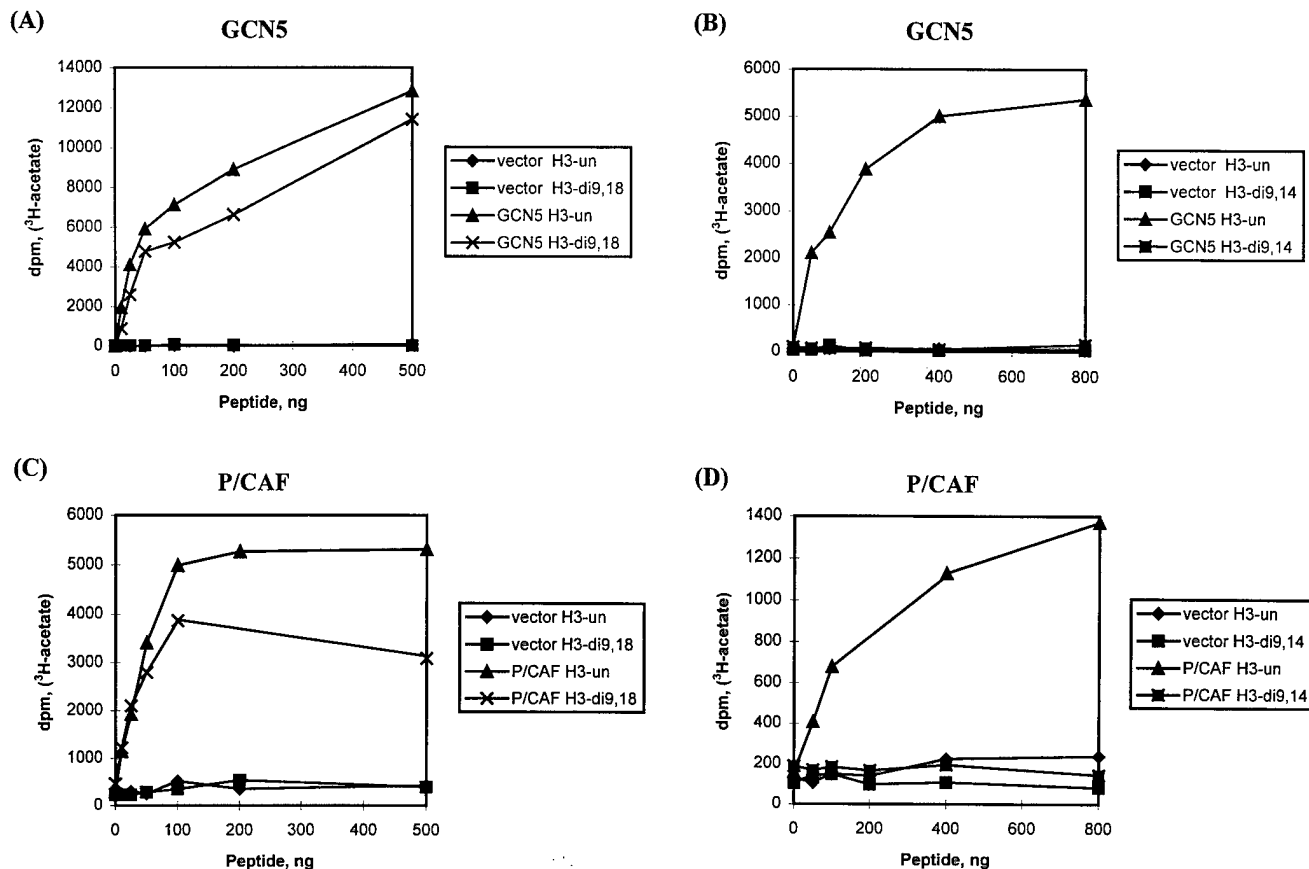 (A)
GCN5
14000
12000
10000
8000
6000
4000
2000
0
dpm, (³H-acetate)
0 100 200 300 400 500
Peptide, ng
vector H3-un
vector H3-di9,18
GCN5 H3-un
GCN5 H3-di9,18
(B)
GCN5
6000
5000
4000
3000
2000
1000
0
dpm, (³H-acetate)
0 200 400 600 800
Peptide, ng
vector H3-un
vector H3-di9,14
GCN5 H3-un
GCN5 H3-di9,14
(C)
P/CAF
6000
5000
4000
3000
2000
1000
0
dpm, (³H-acetate)
0 100 200 300 400 500
Peptide, ng
vector H3-un
vector H3-di9,18
P/CAF H3-un
P/CAF H3-di9,18
(D)
P/CAF
1400
1200
1000
800
600
400
200
0
dpm, (³H-acetate)
0 200 400 600 800
Peptide, ng
vector H3-un
vector H3-di9,14
P/CAF H3-un
P/CAF H3-di9,14